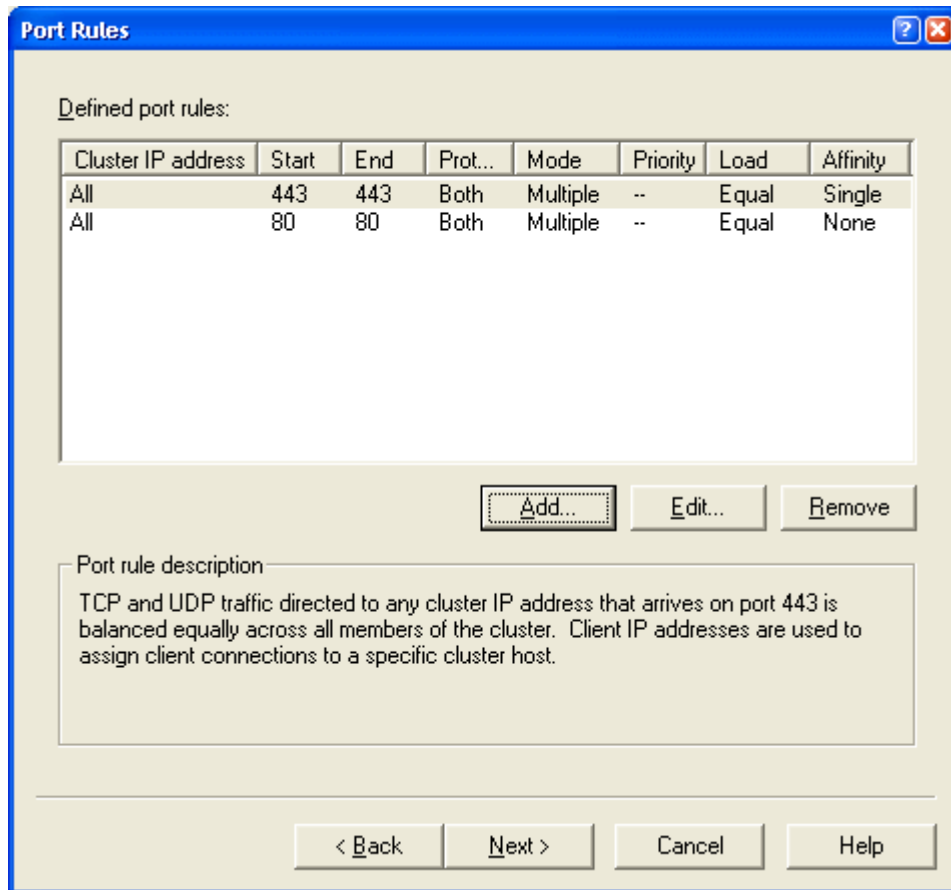 Port Rules
Defined port rules:
Cluster IP address Start End Prot... Mode Priority Load Affinity
All 443 443 Both Multiple -- Equal Single
All 80 80 Both Multiple -- Equal None
Add... Edit... Remove
Port rule description
TCP and UDP traffic directed to any cluster IP address that arrives on port 443 is
balanced equally across all members of the cluster.  Client IP addresses are used to
assign client connections to a specific cluster host.
< Back Next > Cancel Help